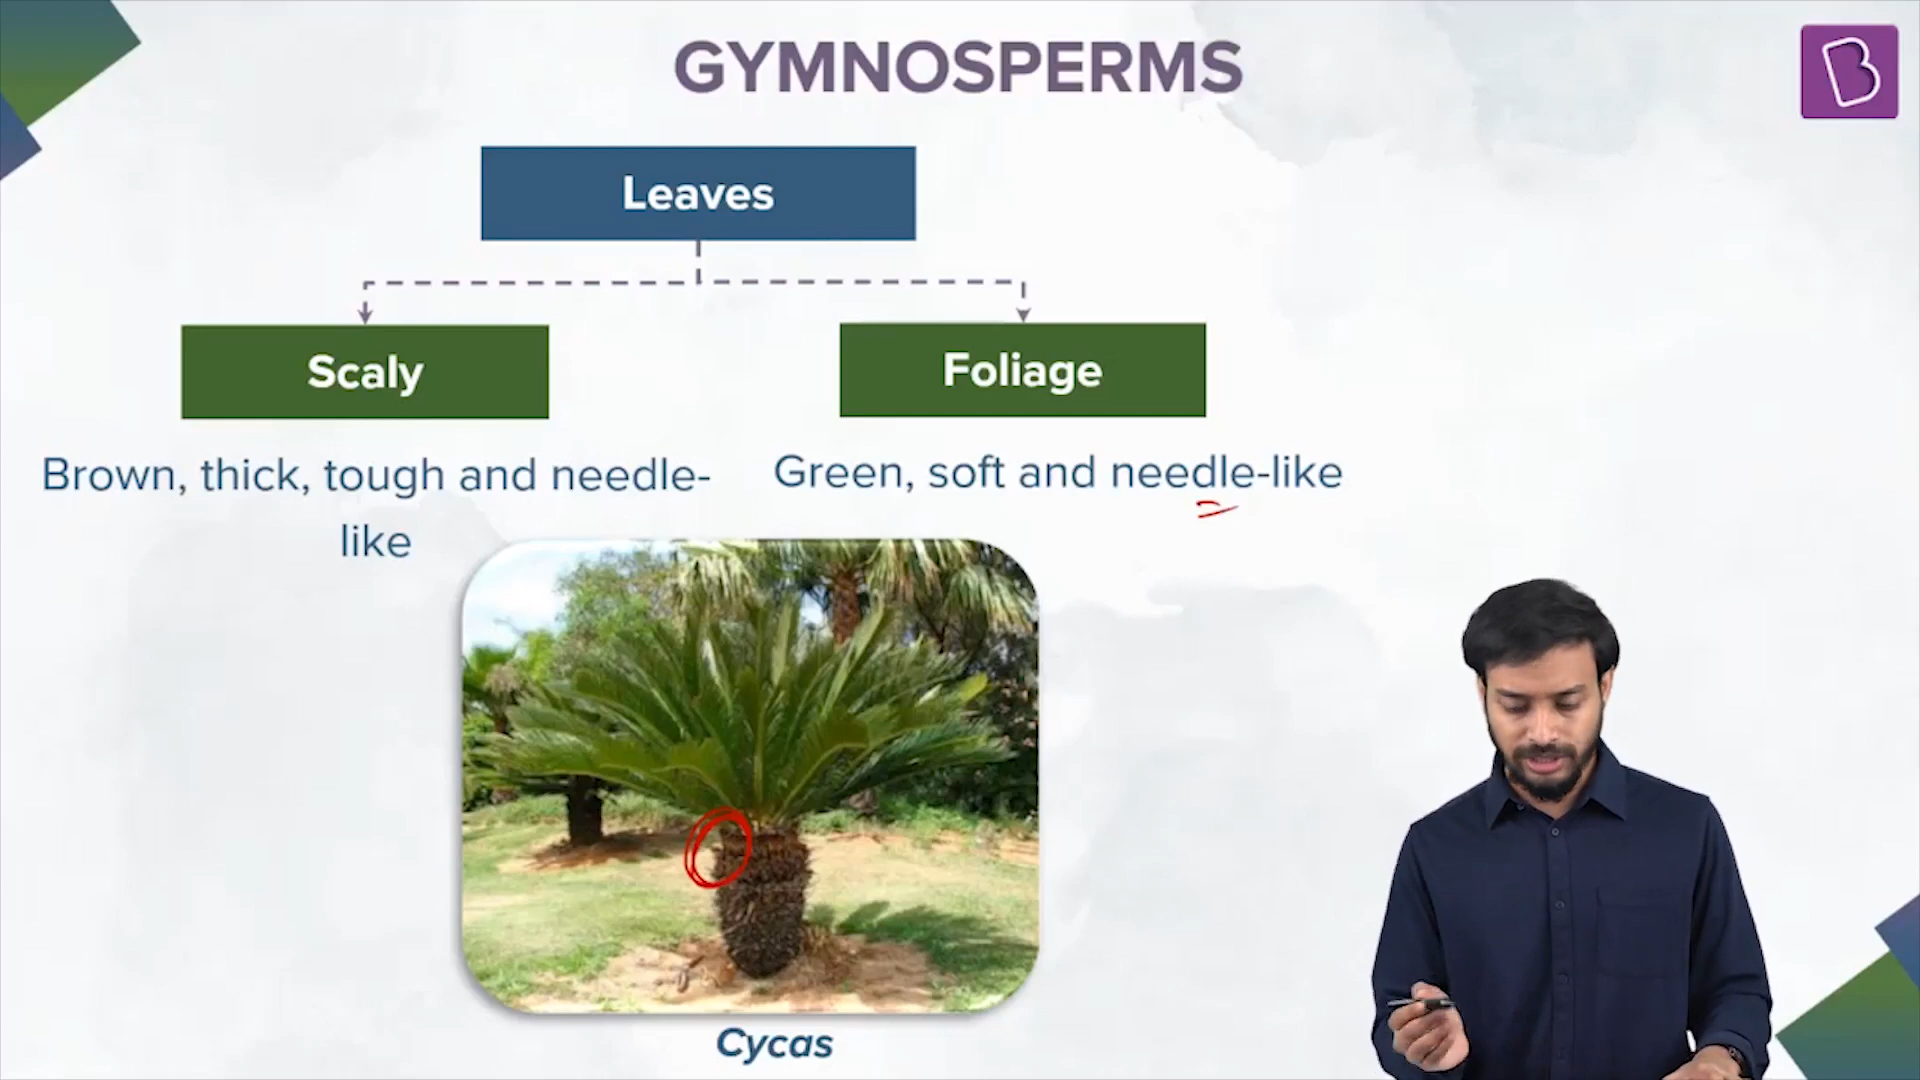 GYMNOSPERMS
B
Leaves
Scaly
Foliage
Brown, thick, tough and needle-
like
Green, soft and needle-like
Cycas